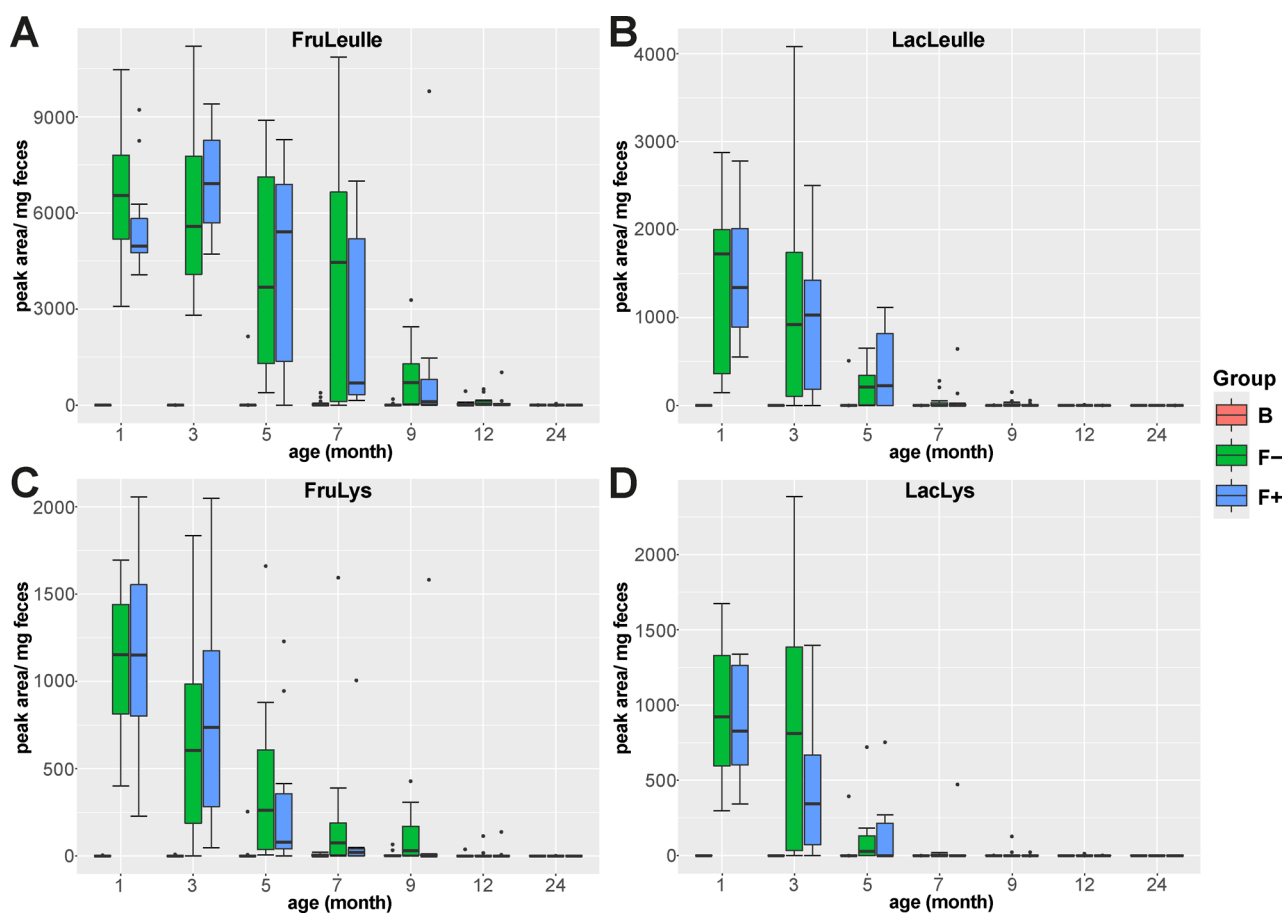 A
FruLeuIle
peak area/ mg feces
9000
6000
3000
0
1 3 5 7 9 12 24
age (month)
B
LacLeuIle
peak area/ mg feces
4000
3000
2000
1000
0
1 3 5 7 9 12 24
age (month)
C
FruLys
peak area/ mg feces
2000
1500
1000
500
0
1 3 5 7 9 12 24
age (month)
D
LacLys
peak area/ mg feces
2000
1500
1000
500
0
1 3 5 7 9 12 24
age (month)
Group
B
F−
F+